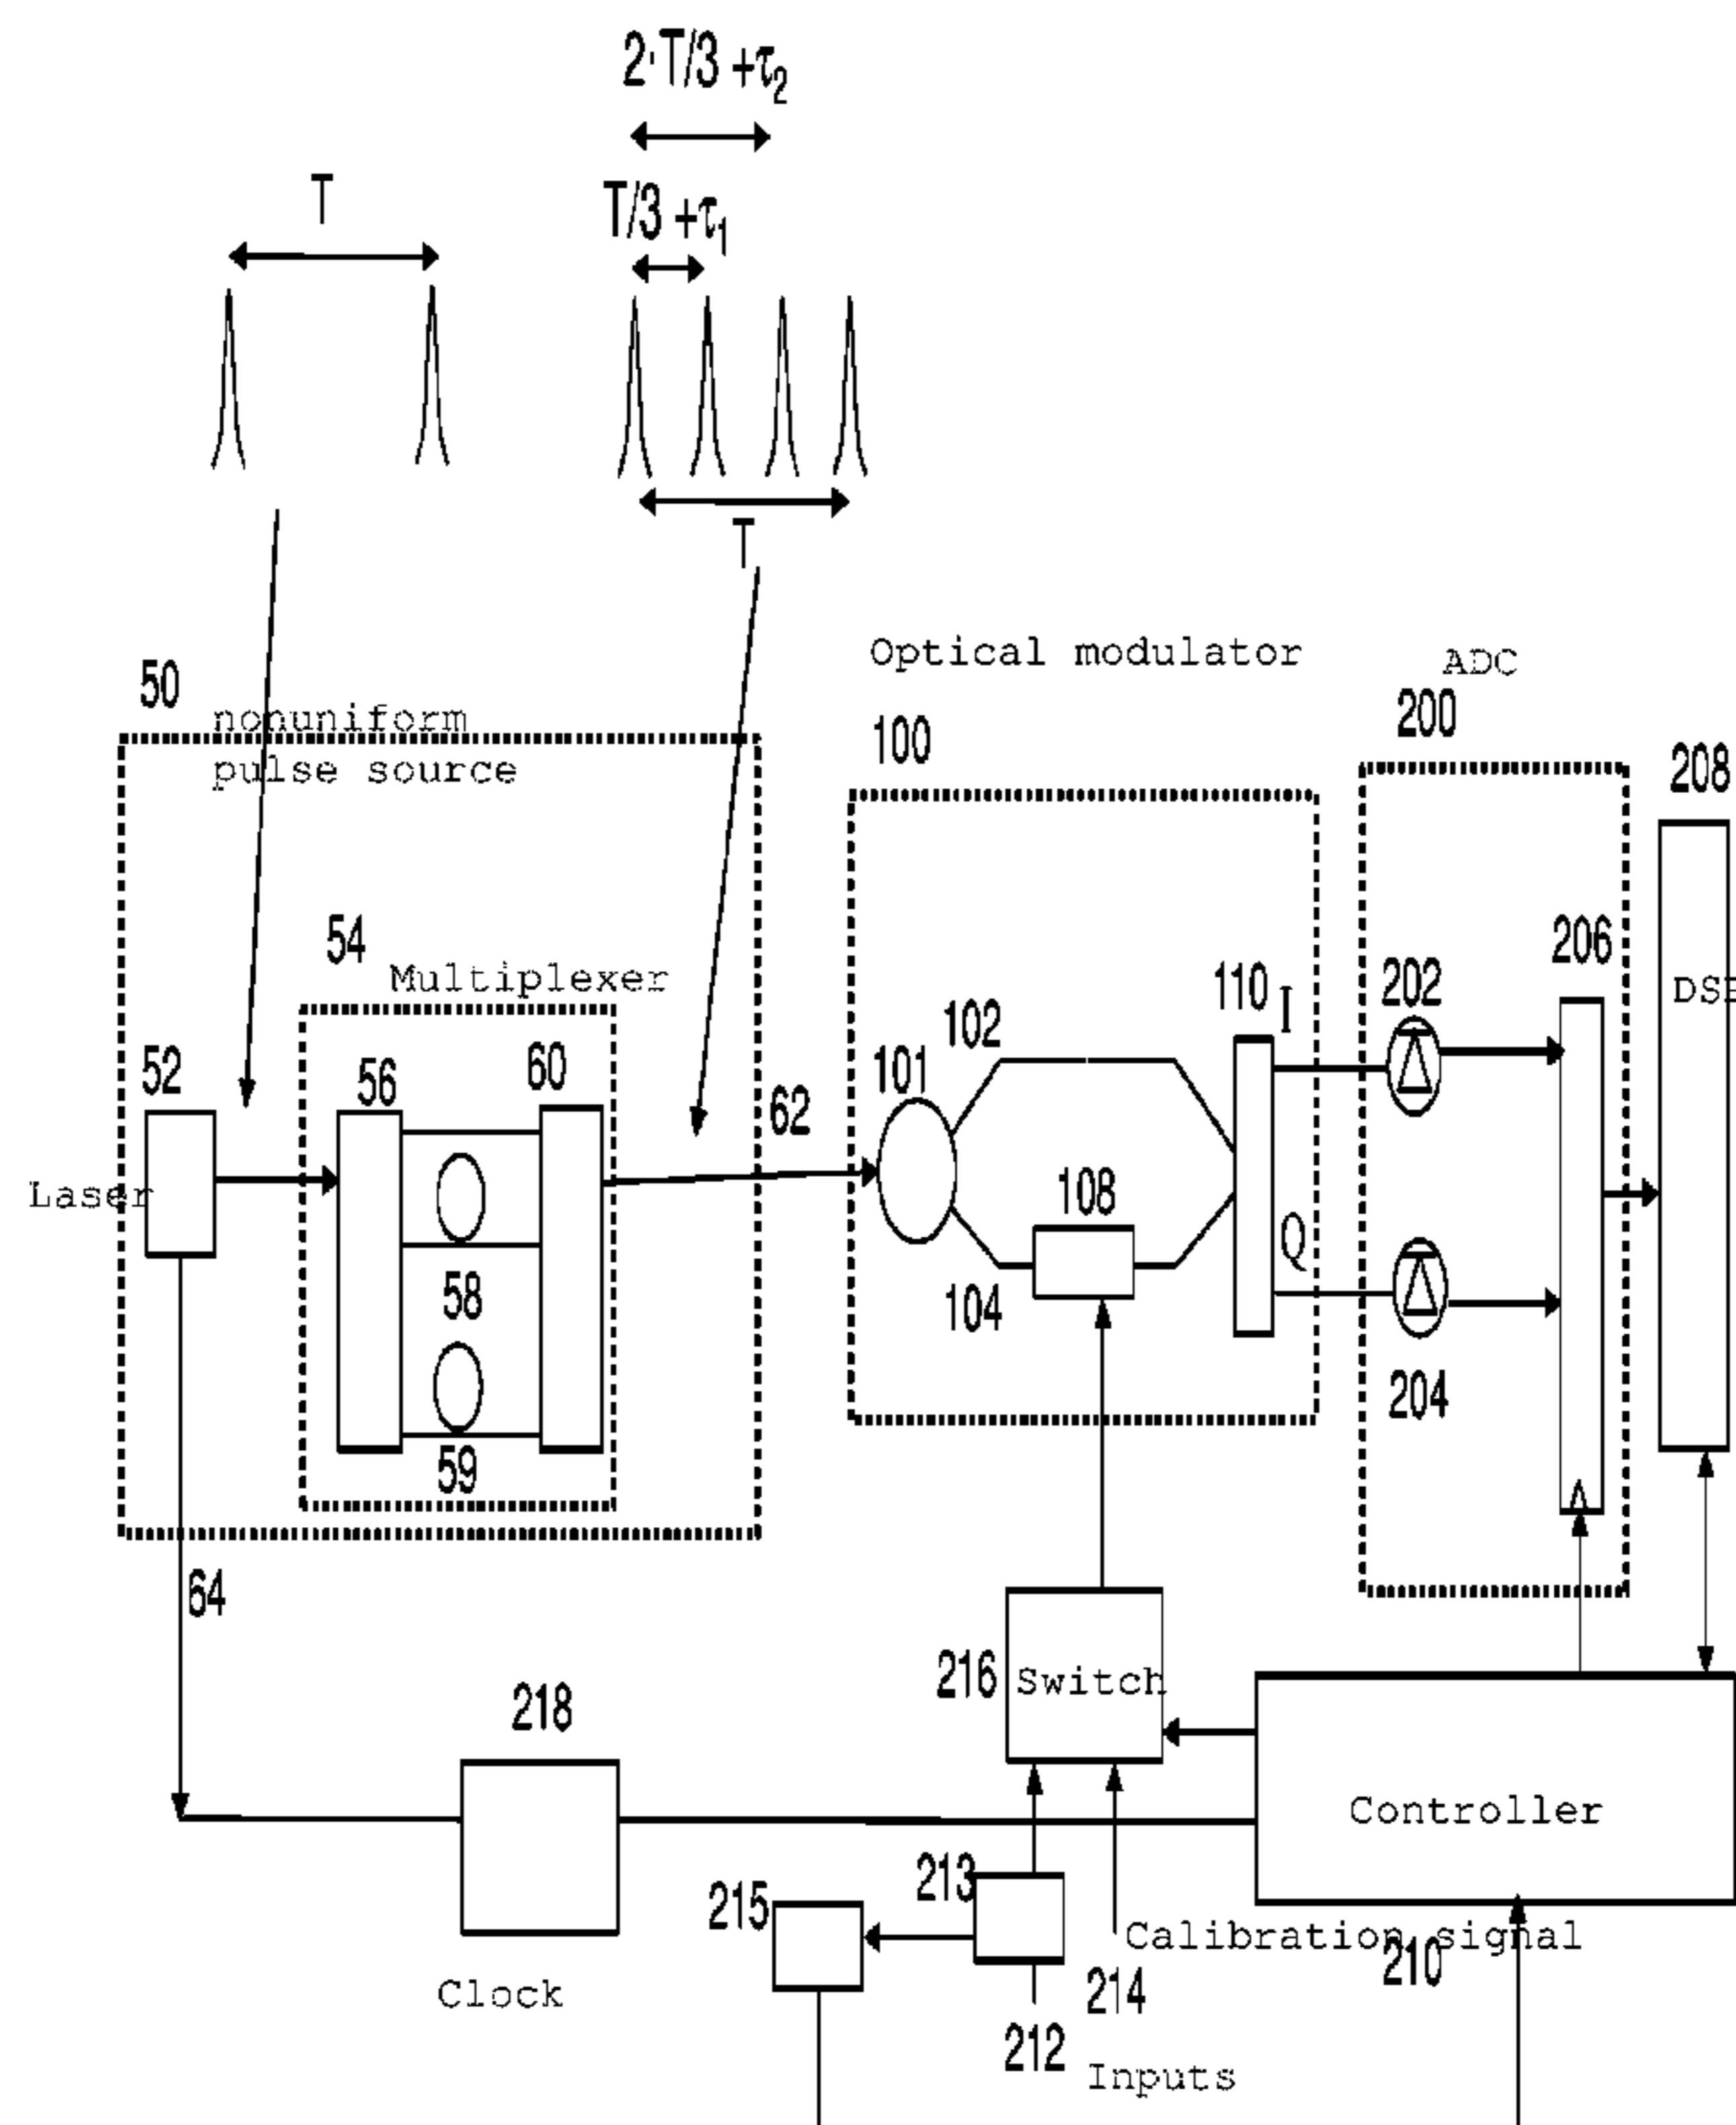 2·T/3 +τ2
T
T/3 +τ1
T
Optical modulator
ADC
50
nonuniform
pulse source
100
200
208
54
Multiplexer
206
110 I
202
DSP
102
52
56
60
101
62
108
Laser
Q
58
104
204
59
64
216 Switch
218
Controller
213
215
Calibration signal
210
Clock
214
212
Inputs